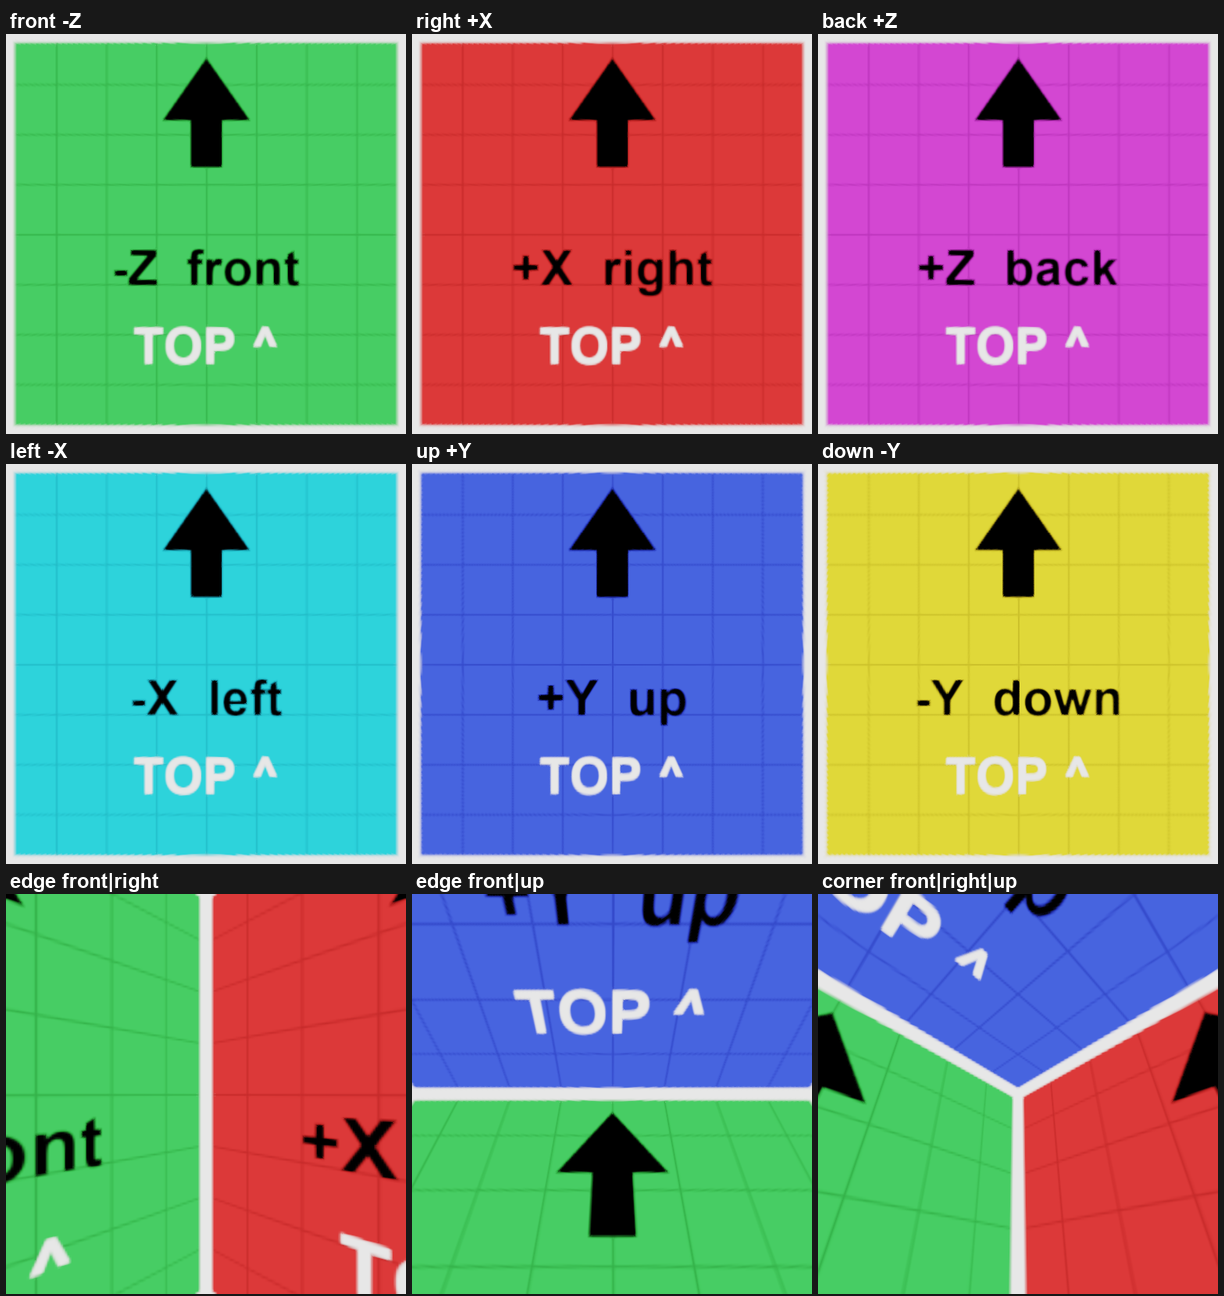 front -Z
-Z front
TOP ^
right +X
+X right
TOP ^
back +Z
+Z back
TOP ^
left -X
-X left
TOP ^
up +Y
+Y up
TOP ^
down -Y
-Y down
TOP ^
edge front|right
ont
+X
^
edge front|up
+Y up
TOP ^
corner front|right|up
OP ^